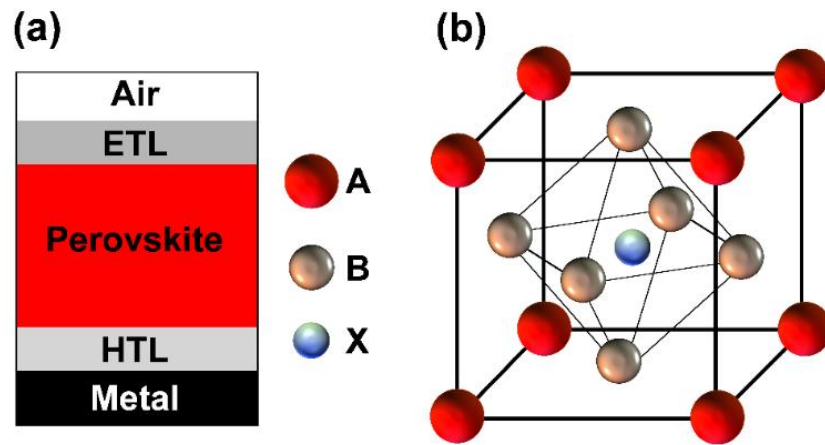 (a)
Air
ETL
Perovskite
HTL
Metal
A
B
X
(b)